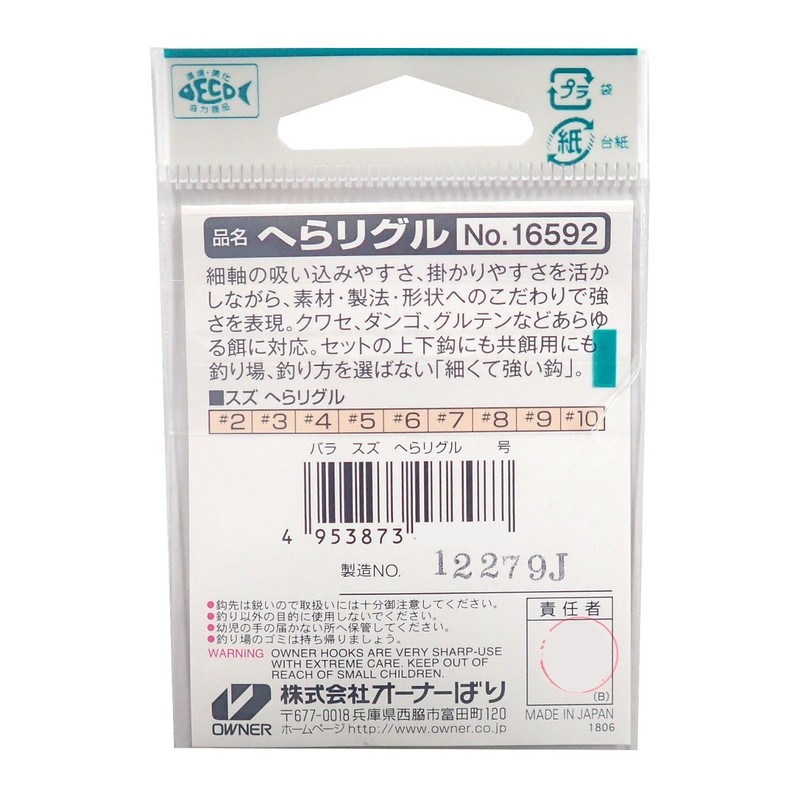 環境・美化
ECO
協力商品
プラ 袋
紙 台紙
品名 へらリグル No.16592
細軸の吸い込みやすさ、掛かりやすさを活か
しながら、素材・製法・形状へのこだわりで強
さを表現。クワセ、ダンゴ、グルテンなどあらゆ
る餌に対応。セットの上下鈎にも共餌用にも
釣り場、釣り方を選ばない「細くて強い鈎」。
■スズ へらリグル
#2 #3 #4 #5 #6 #7 #8 #9 #10
バラ スズ へらリグル 号
4 953873
製造NO. 12279J
●鈎先は鋭いので取扱いには十分御注意してください。
●釣り以外の目的に使用しないでください。
●幼児の手の届かない所へ保管してください。
●釣り場のゴミは持ち帰りましょう。
WARNING OWNER HOOKS ARE VERY SHARP-USE
WITH EXTREME CARE. KEEP OUT OF
REACH OF SMALL CHILDREN.
責任者
(B)
OWNER
株式会社オーナーばり
〒677-0018 兵庫県西脇市富田町120
ホームページ http://www.owner.co.jp
MADE IN JAPAN
1806